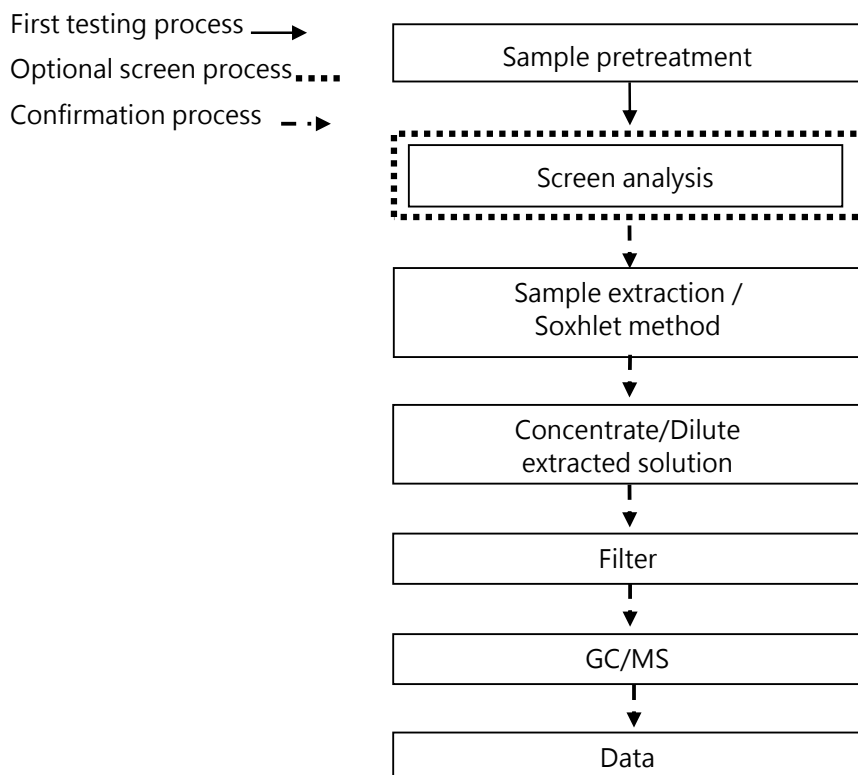 First testing process
Optional screen process
Confirmation process
Sample pretreatment
Screen analysis
Sample extraction /
Soxhlet method
Concentrate/Dilute
extracted solution
Filter
GC/MS
Data